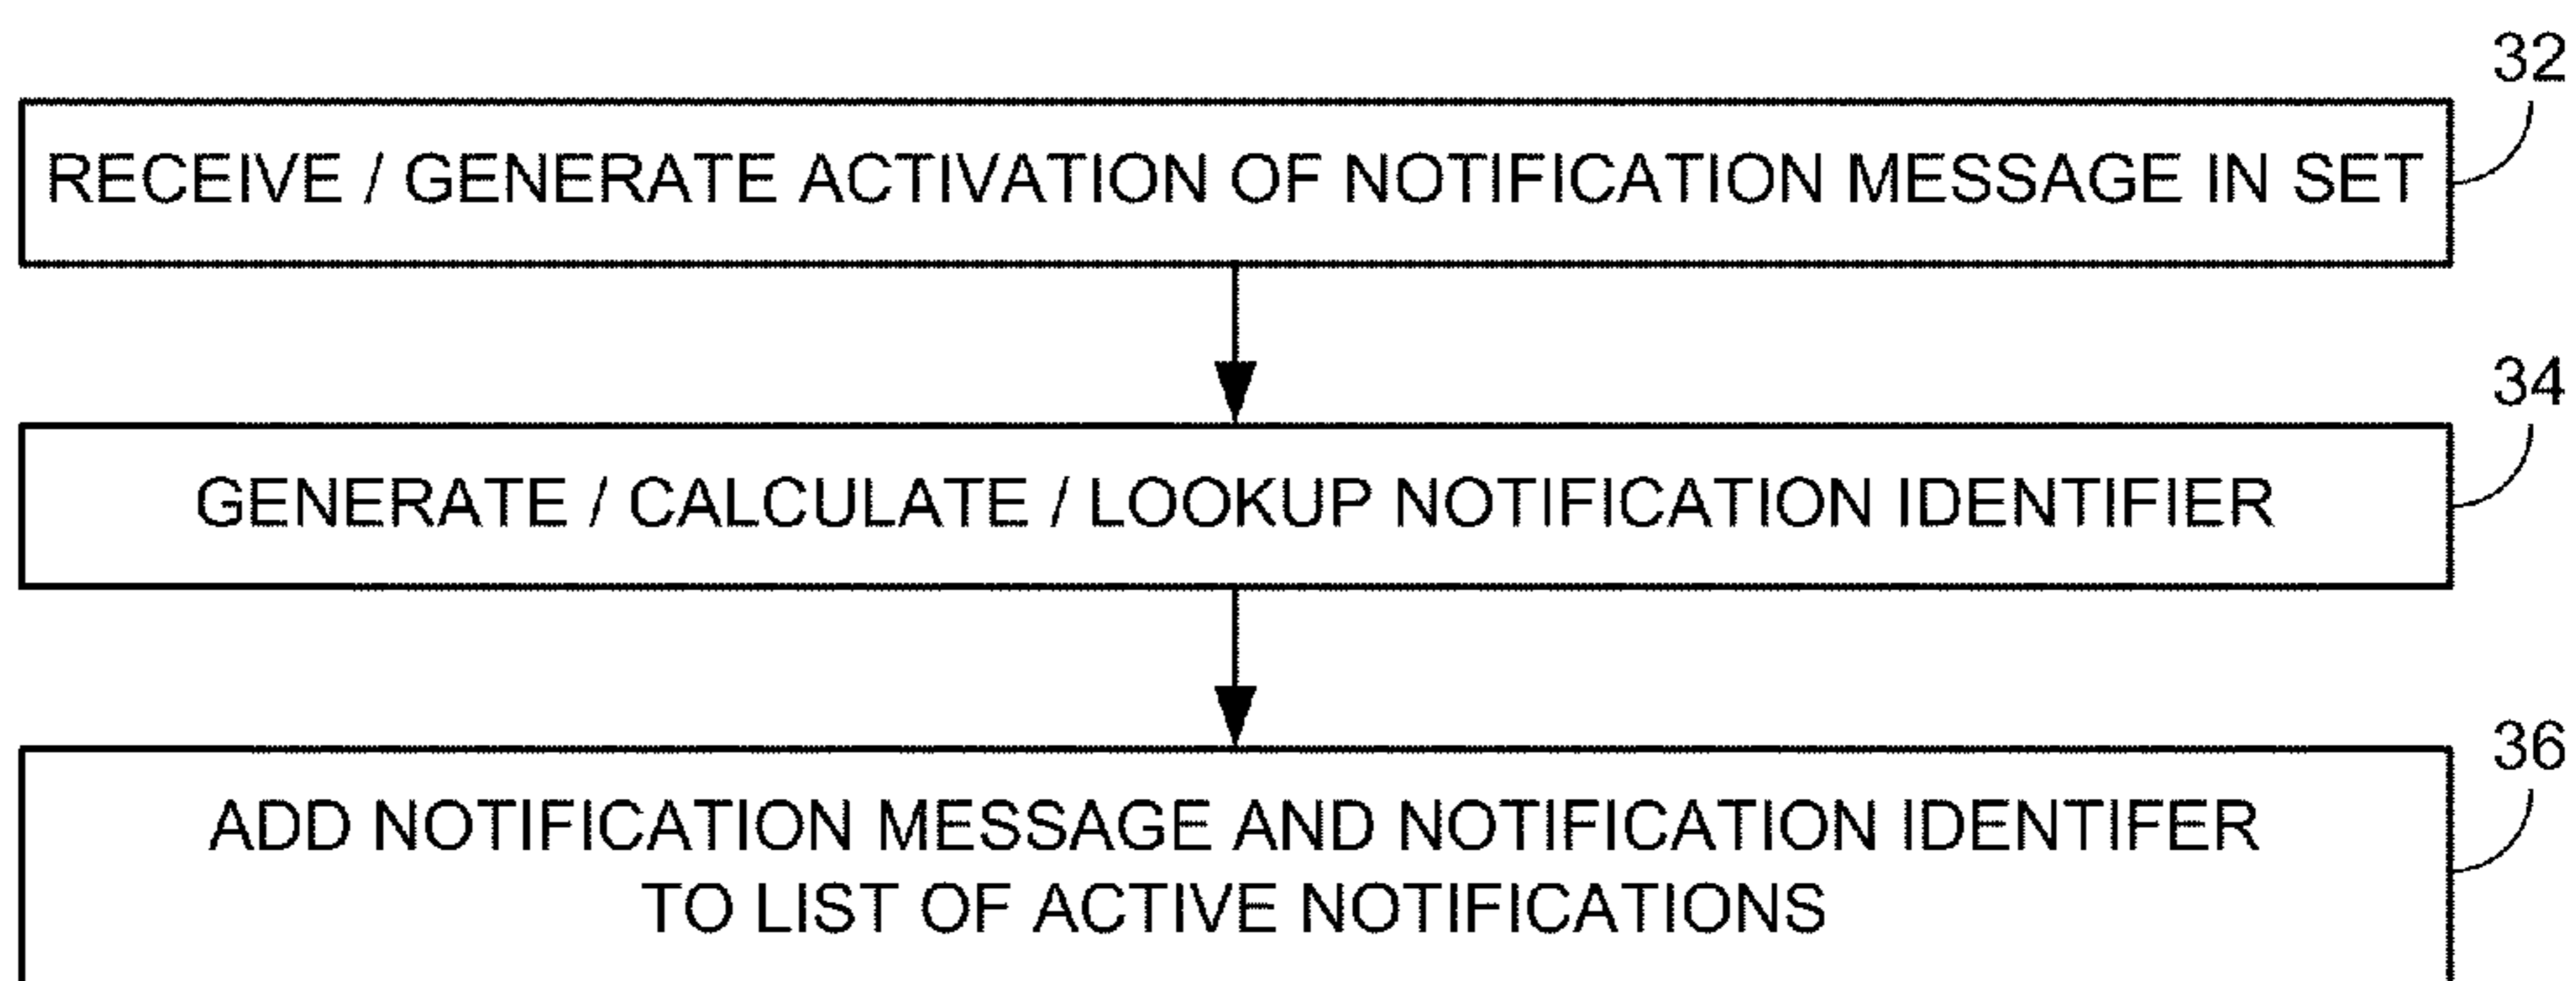 32
RECEIVE / GENERATE ACTIVATION OF NOTIFICATION MESSAGE IN SET
34
GENERATE / CALCULATE / LOOKUP NOTIFICATION IDENTIFIER
36
ADD NOTIFICATION MESSAGE AND NOTIFICATION IDENTIFER
TO LIST OF ACTIVE NOTIFICATIONS